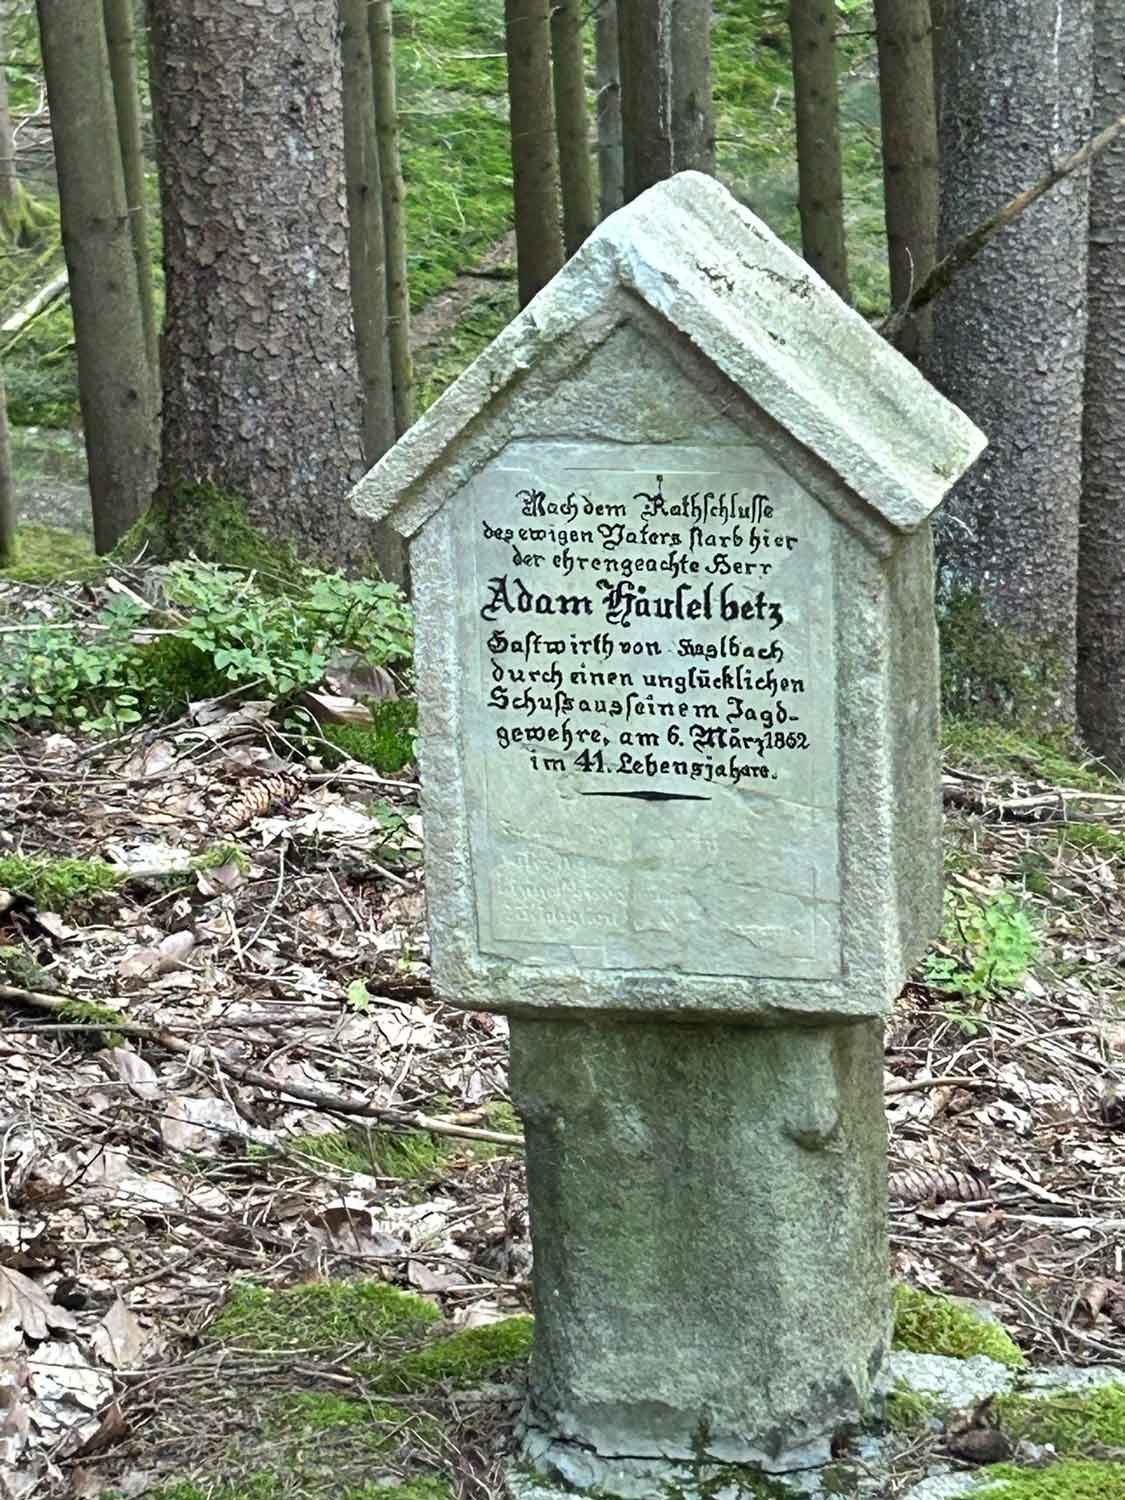 Nach dem Rathschlusse
des ewigen Vaters starb hier
der ehrengeachte Herr
Adam Häuselbetz
Gastwirth von Haslbach
durch einen unglücklichen
Schuss aus seinem Jagd-
gewehre, am 6. März 1862
im 41. Lebensjahre.